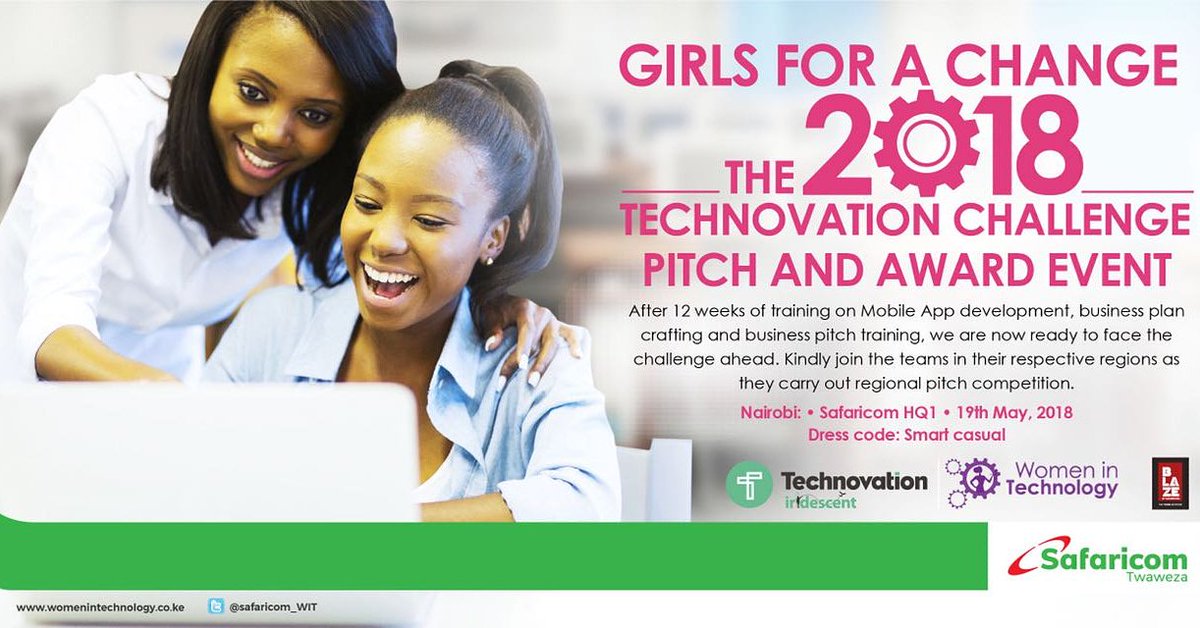 GIRLS FOR A CHANGE
THE 2018
TECHNOVATION CHALLENGE
PITCH AND AWARD EVENT
After 12 weeks of training on Mobile App development, business plan
crafting and business pitch training, we are now ready to face the
challenge ahead. Kindly join the teams in their respective regions as
they carry out regional pitch competition.
Nairobi: • Safaricom HQ1 • 19th May, 2018
Dress code: Smart casual
Technovation
iridescent
Women in
Technology
BLAZE
Safaricom
Twaweza
www.womenintechnology.co.ke @safaricom_WIT